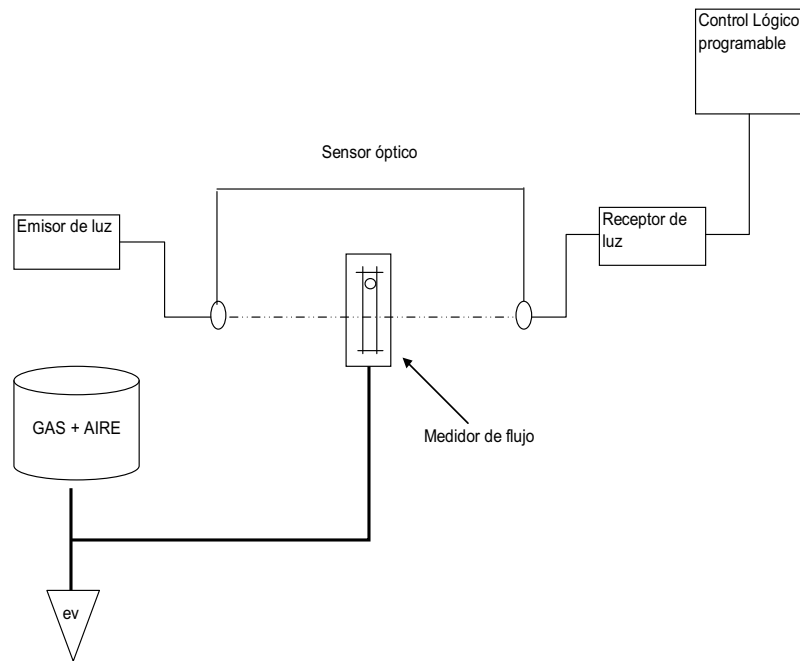 Control Lógico
programable
Sensor óptico
Emisor de luz
Receptor de
luz
GAS + AIRE
Medidor de flujo
ev